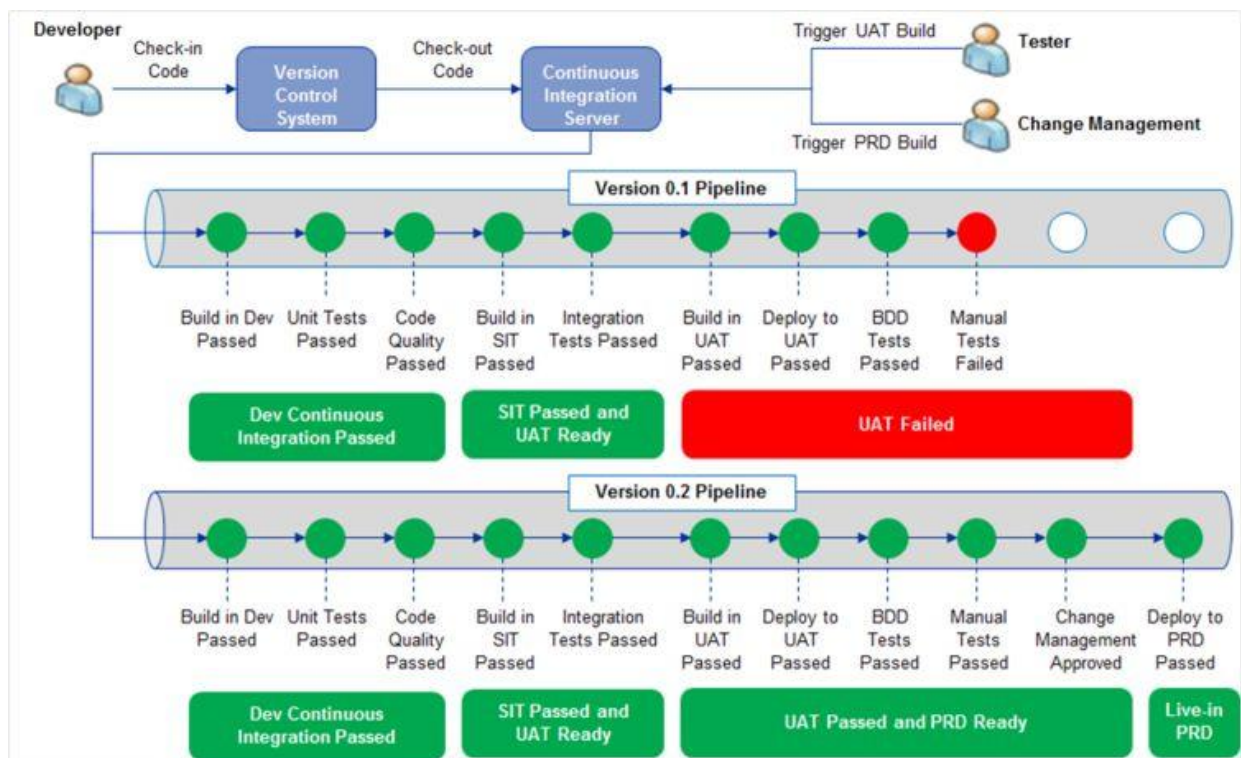 Developer
Check-in
Code
Version
Control
System
Check-out
Code
Continuous
Integration
Server
Trigger UAT Build
Tester
Trigger PRD Build
Change Management
Version 0.1 Pipeline
Build in Dev
Passed
Unit Tests
Passed
Code
Quality
Passed
Build in
SIT
Passed
Integration
Tests Passed
Build in
UAT
Passed
Deploy to
UAT
Passed
BDD
Tests
Passed
Manual
Tests
Failed
Dev Continuous
Integration Passed
SIT Passed and
UAT Ready
UAT Failed
Version 0.2 Pipeline
Build in Dev
Passed
Unit Tests
Passed
Code
Quality
Passed
Build in
SIT
Passed
Integration
Tests Passed
Build in
UAT
Passed
Deploy to
UAT
Passed
BDD
Tests
Passed
Manual
Tests
Passed
Change
Management
Approved
Deploy to
PRD
Passed
Dev Continuous
Integration Passed
SIT Passed and
UAT Ready
UAT Passed and PRD Ready
Live-in
PRD